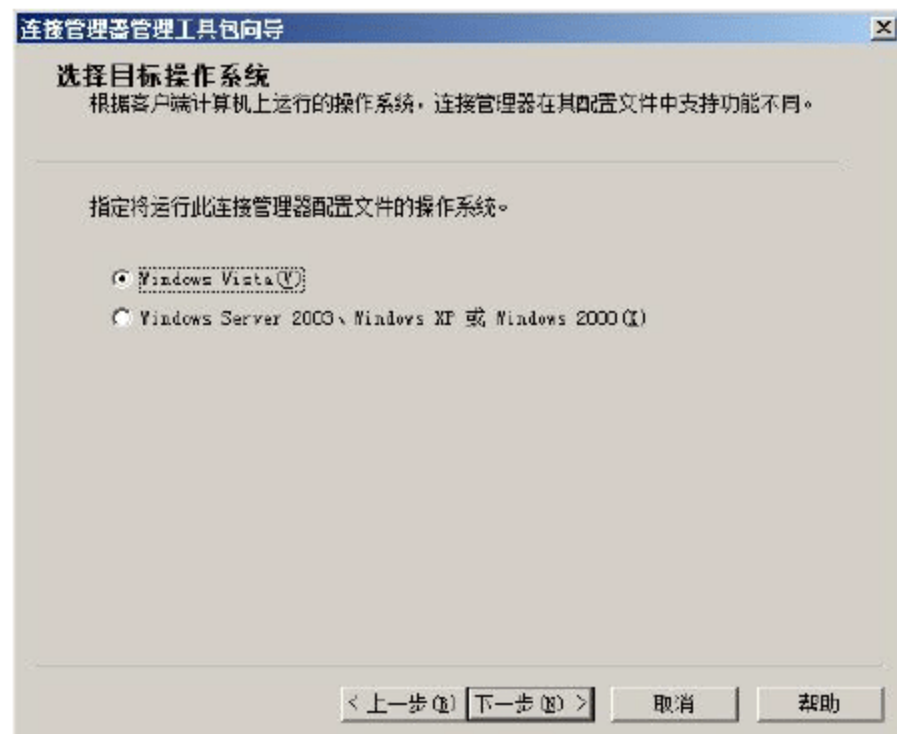 连接管理器管理工具包向导
选择目标操作系统
根据客户端计算机上运行的操作系统，连接管理器在其配置文件中支持功能不同。
指定将运行此连接管理器配置文件的操作系统。
Windows Vista(V)
Windows Server 2003、Windows XP 或 Windows 2000(X)
< 上一步(B) 下一步(N) > 取消 帮助